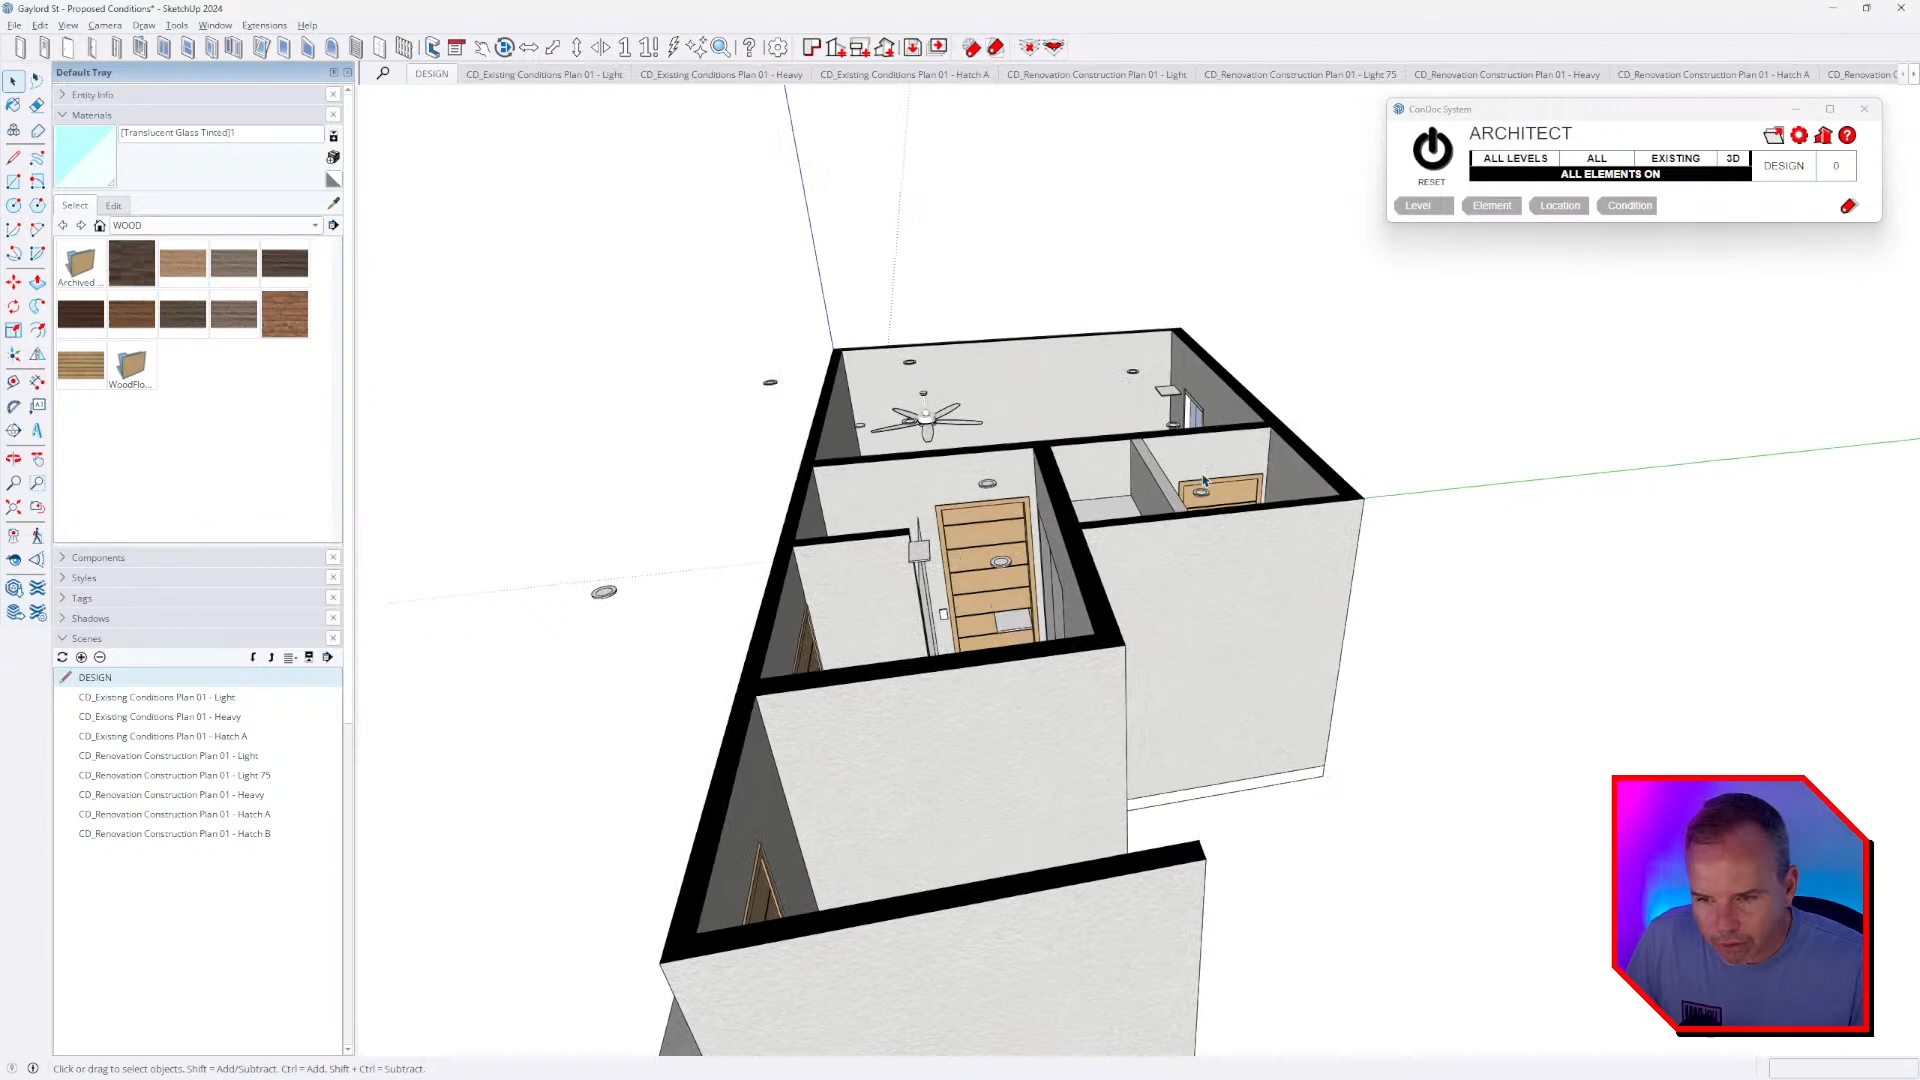 Gaylord St - Proposed Conditions* - SketchUp 2024
File Edit View Camera Draw Tools Window Extensions Help
Default Tray
DESIGN CD_Existing Conditions Plan 01 - Light CD_Existing Conditions Plan 01 - Heavy CD_Existing Conditions Plan 01 - Hatch A CD_Renovation Construction Plan 01 - Light CD_Renovation Construction Plan 01 - Light 75 CD_Renovation Construction Plan 01 - Heavy CD_Renovation Construction Plan 01 - Hatch A CD_Renovation C
Entity Info
Materials
[Translucent Glass Tinted]1
Select Edit
WOOD
Archived ...
WoodFlo...
Components
Styles
Tags
Shadows
Scenes
DESIGN
CD_Existing Conditions Plan 01 - Light
CD_Existing Conditions Plan 01 - Heavy
CD_Existing Conditions Plan 01 - Hatch A
CD_Renovation Construction Plan 01 - Light
CD_Renovation Construction Plan 01 - Light 75
CD_Renovation Construction Plan 01 - Heavy
CD_Renovation Construction Plan 01 - Hatch A
CD_Renovation Construction Plan 01 - Hatch B
ConDoc System
ARCHITECT
RESET
ALL LEVELS ALL EXISTING 3D
ALL ELEMENTS ON
DESIGN 0
Level Element Location Condition
Click or drag to select objects. Shift = Add/Subtract. Ctrl = Add. Shift + Ctrl = Subtract.